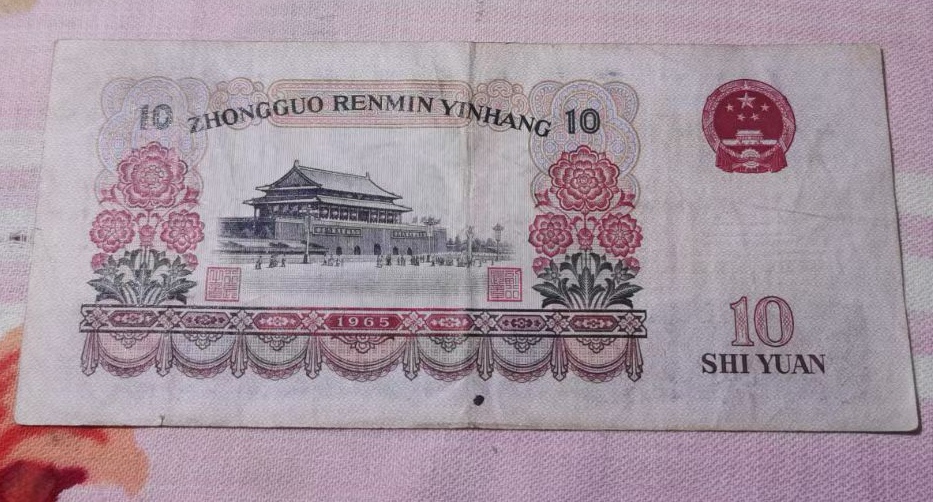 10 ZHONGGUO RENMIN YINHANG 10
1965
10
SHI YUAN